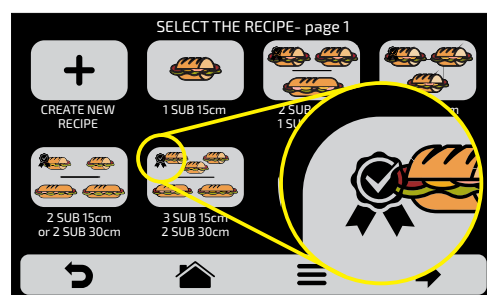 SELECT THE RECIPE- page 1
CREATE NEW
RECIPE
1 SUB 15cm
2 SUB
1 SU
2 SUB 15cm
or 2 SUB 30cm
3 SUB 15cm
2 SUB 30cm